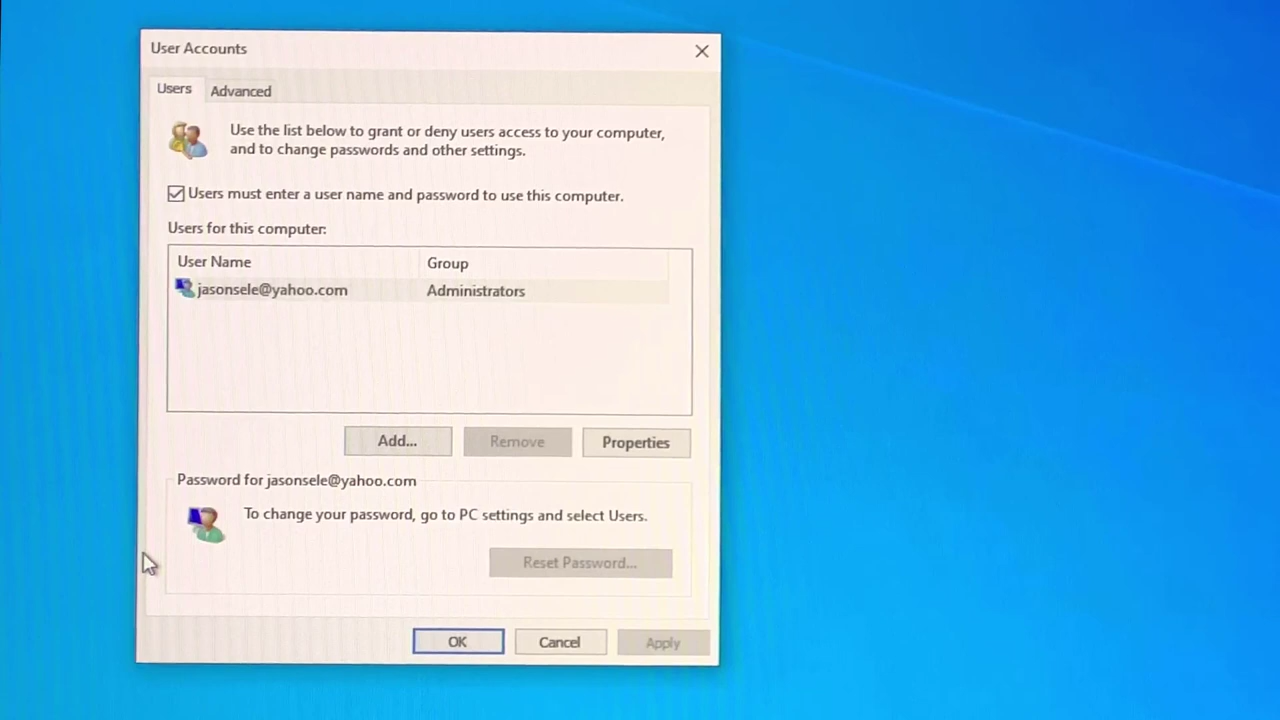 User Accounts
Users
Advanced
Use the list below to grant or deny users access to your computer,
and to change passwords and other settings.
Users must enter a user name and password to use this computer.
Users for this computer:
User Name
Group
jasonsele@yahoo.com
Administrators
Add...
Remove
Properties
Password for jasonsele@yahoo.com
To change your password, go to PC settings and select Users.
Reset Password...
OK
Cancel
Apply